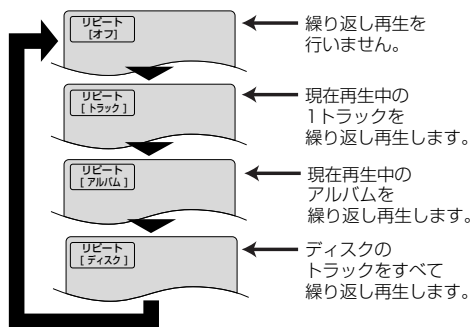 リピート
[オフ]
繰り返し再生を
行いません。
リピート
[ トラック ]
現在再生中の
1トラックを
繰り返し再生します。
リピート
[ アルバム ]
現在再生中の
アルバムを
繰り返し再生します。
リピート
[ ディスク ]
ディスクの
トラックをすべて
繰り返し再生します。